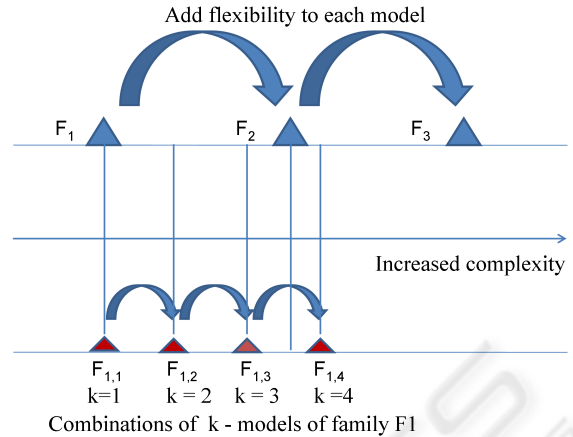 Add flexibility to each model
F1 F2 F3
Increased complexity
F1,1 F1,2 F1,3 F1,4
k=1 k = 2 k = 3 k =4
Combinations of k - models of family F1